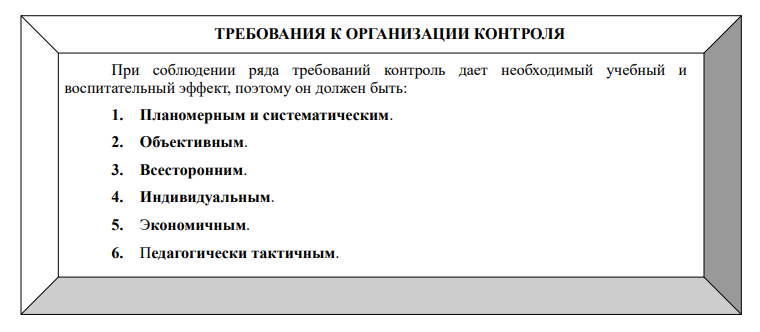 ТРЕБОВАНИЯ К ОРГАНИЗАЦИИ КОНТРОЛЯ
При соблюдении ряда требований контроль дает необходимый учебный и
воспитательный эффект, поэтому он должен быть:
1. Планомерным и систематическим.
2. Объективным.
3. Всесторонним.
4. Индивидуальным.
5. Экономичным.
6. Педагогически тактичным.